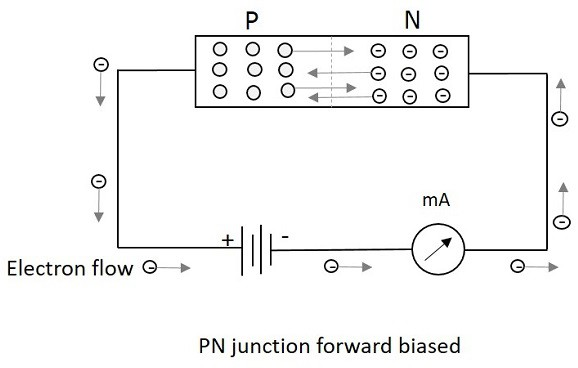 P
N
mA
+
-
Electron flow
PN junction forward biased